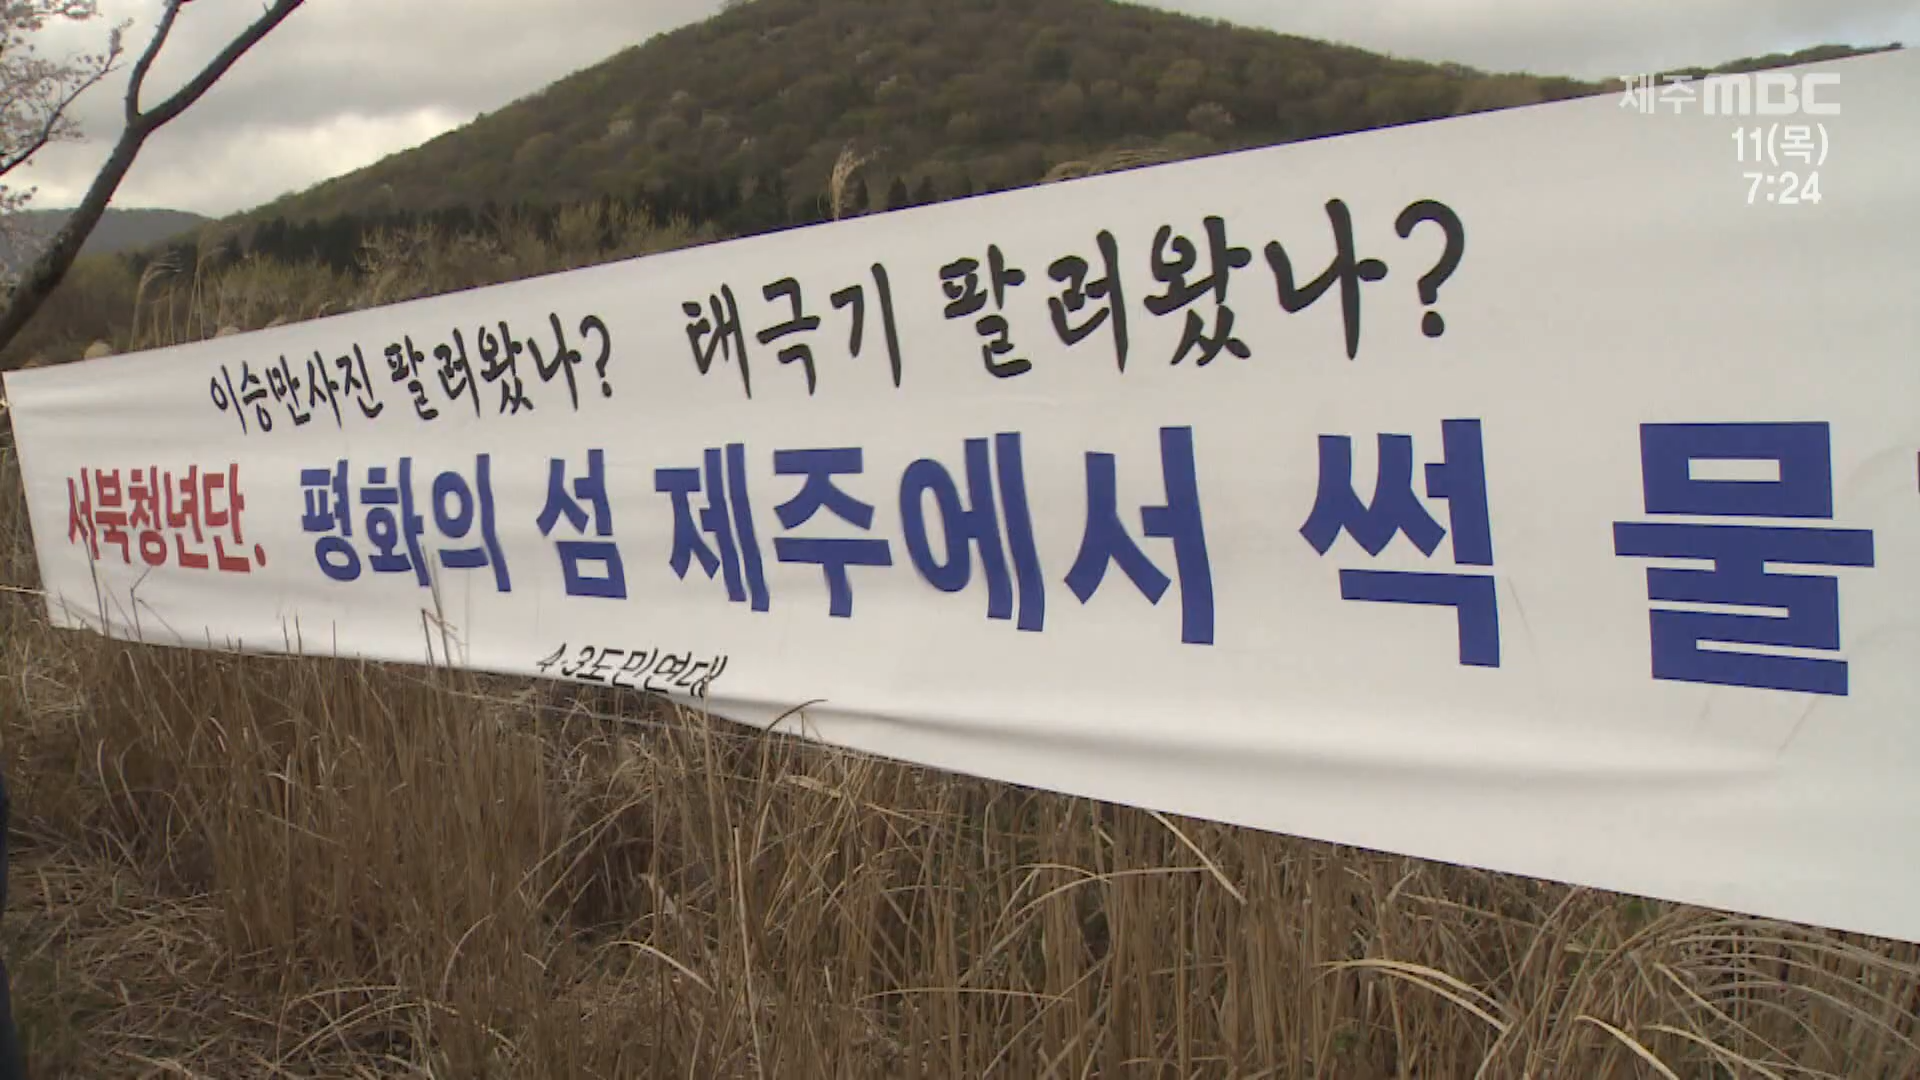 제주MBC
11(목)
7:24
이승만사진 팔려왔나? 태극기 팔려왔나?
서북청년단. 평화의 섬 제주에서 썩 물
4·3도민연대